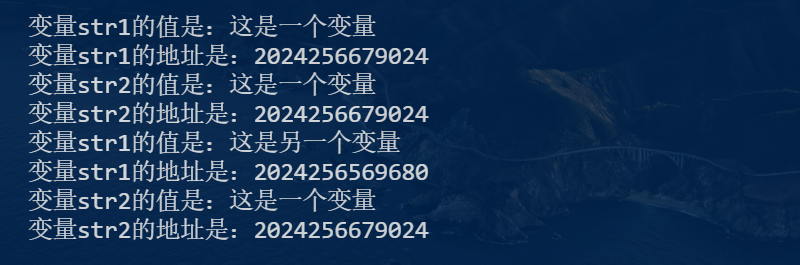 变量str1的值是：这是一个变量
变量str1的地址是：2024256679024
变量str2的值是：这是一个变量
变量str2的地址是：2024256679024
变量str1的值是：这是另一个变量
变量str1的地址是：2024256569680
变量str2的值是：这是一个变量
变量str2的地址是：2024256679024